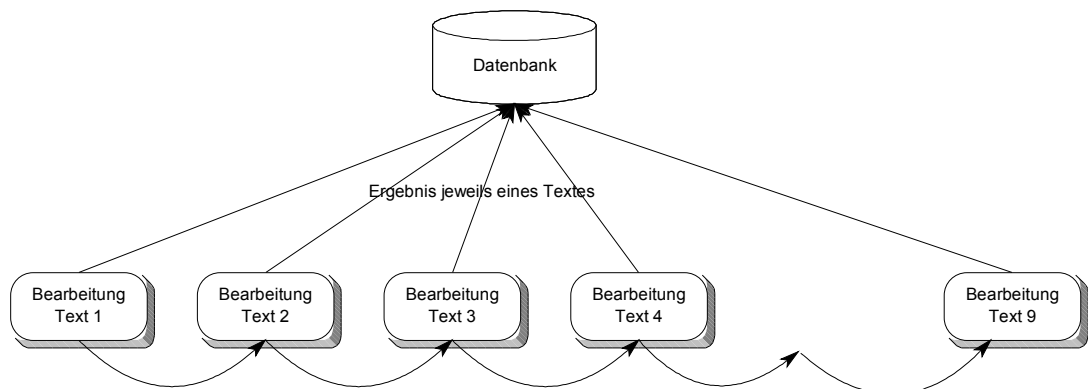 Datenbank
Ergebnis jeweils eines Textes
Bearbeitung
Text 1
Bearbeitung
Text 2
Bearbeitung
Text 3
Bearbeitung
Text 4
Bearbeitung
Text 9